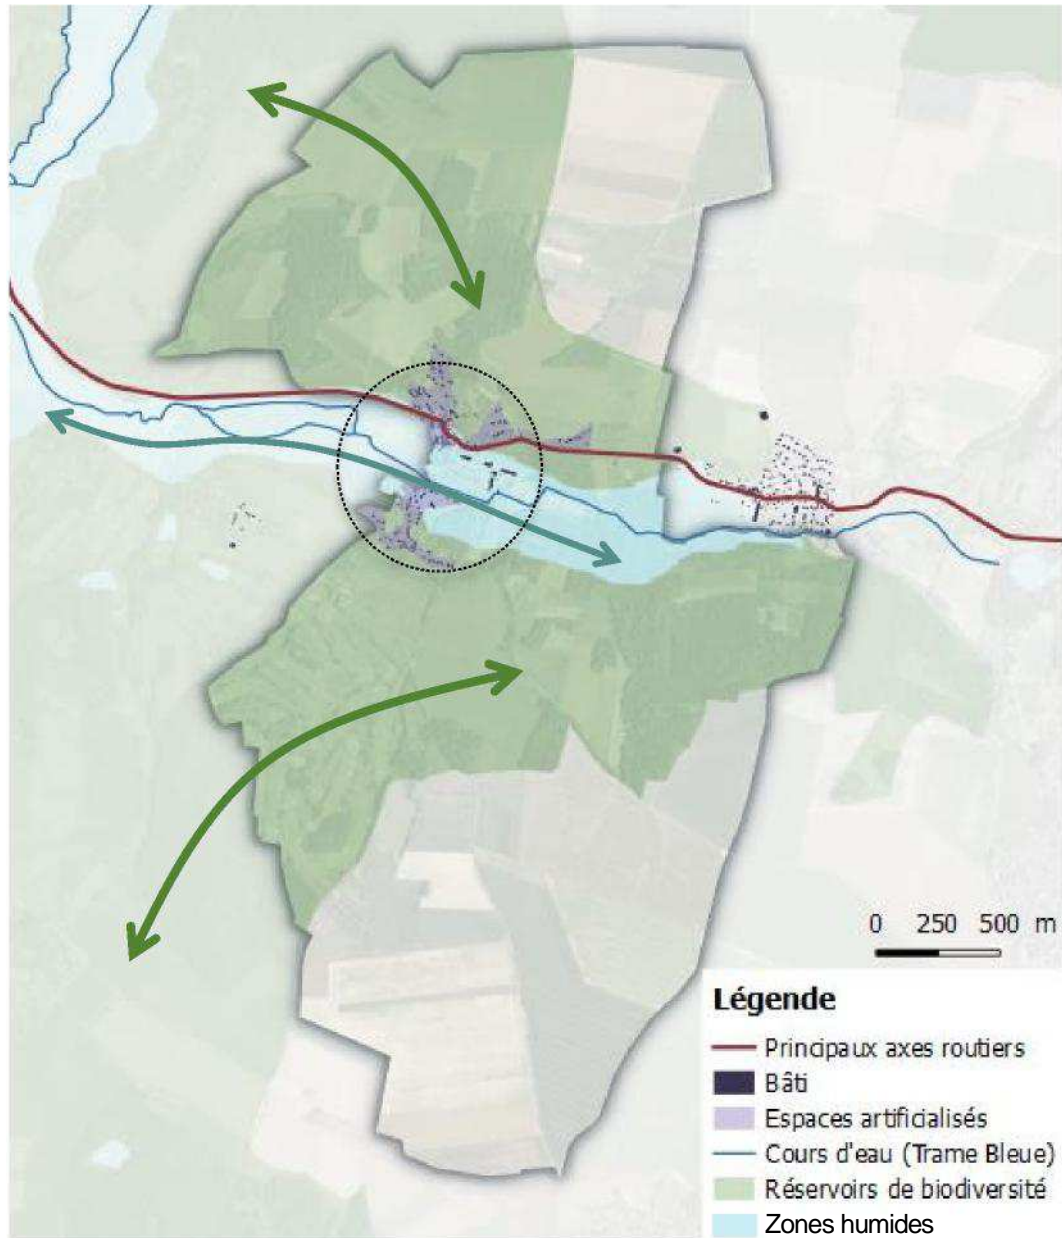 0 250 500 m
Légende
Principaux axes routiers
Bâti
Espaces artificialisés
Cours d'eau (Trame Bleue)
Réservoirs de biodiversité
Zones humides